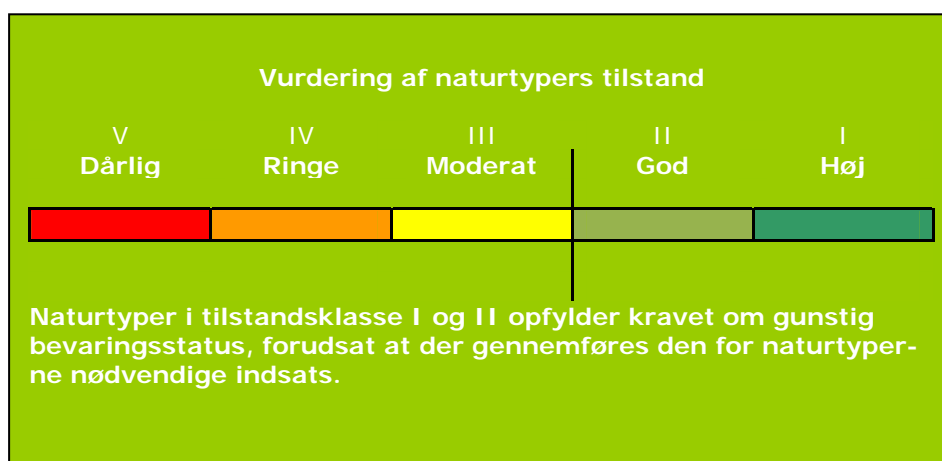 Vurdering af naturtypers tilstand
V IV III II I
Dårlig Ringe Moderat God Høj
Naturtyper i tilstandsklasse I og II opfylder kravet om gunstig
bevaringsstatus, forudsat at der gennemføres den for naturtyper-
ne nødvendige indsats.